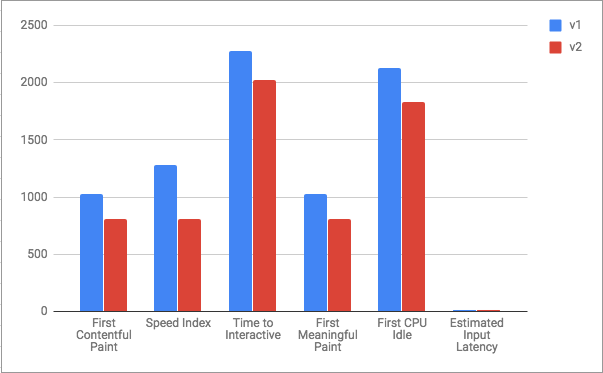 2500
2000
1500
1000
500
0
v1
v2
First
Contentful
Paint
Speed Index
Time to
Interactive
First
Meaningful
Paint
First CPU
Idle
Estimated
Input
Latency